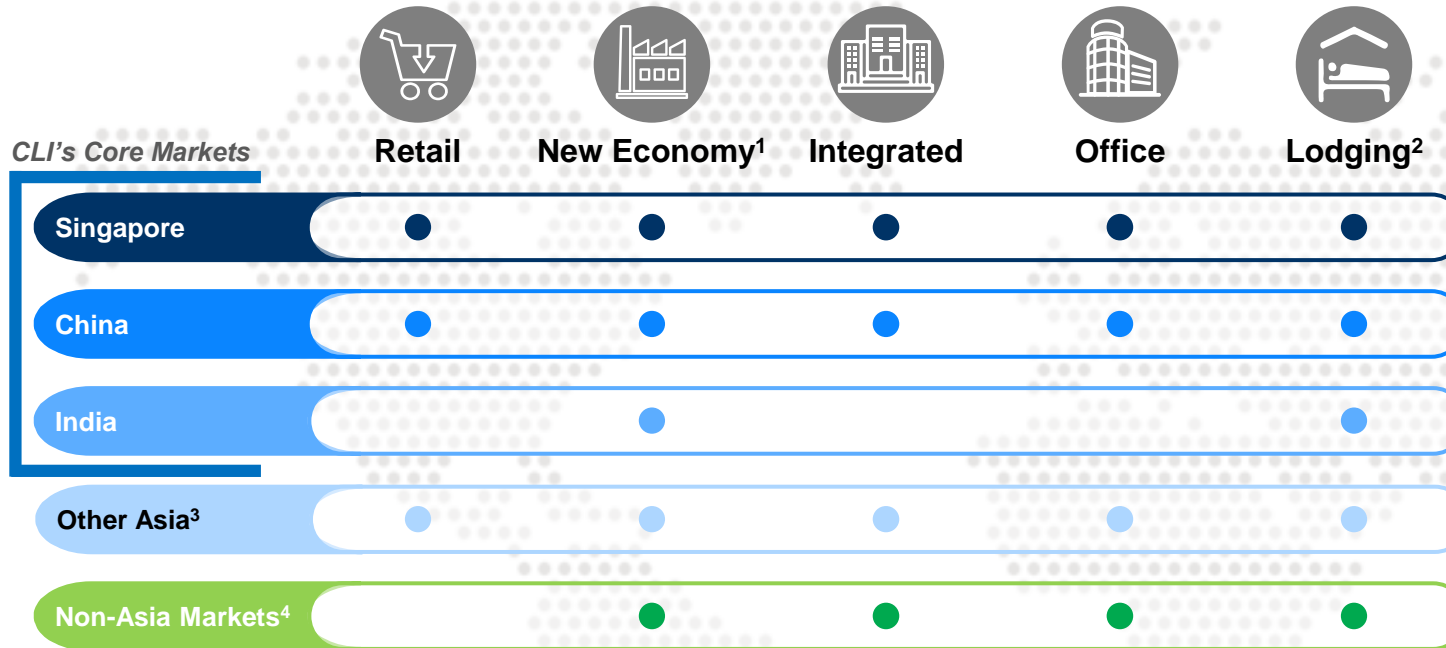 CLI's Core Markets
Retail
New Economy1
Integrated
Office
Lodging2
Singapore
China
India
Other Asia3
Non-Asia Markets4